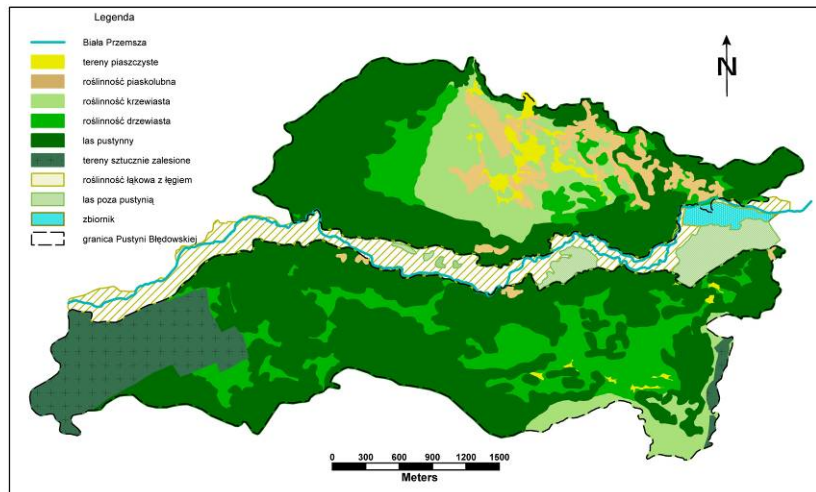 Legenda
Biała Przemsza
tereny piaszczyste
roślinność piaskolubna
roślinność krzewiasta
roślinność drzewiasta
las pustynny
tereny sztucznie zalesione
roślinność łąkowa z łęgiem
las poza pustynią
zbiornik
granica Pustyni Błędowskiej
N
0 300 600 900 1200 1500
Meters